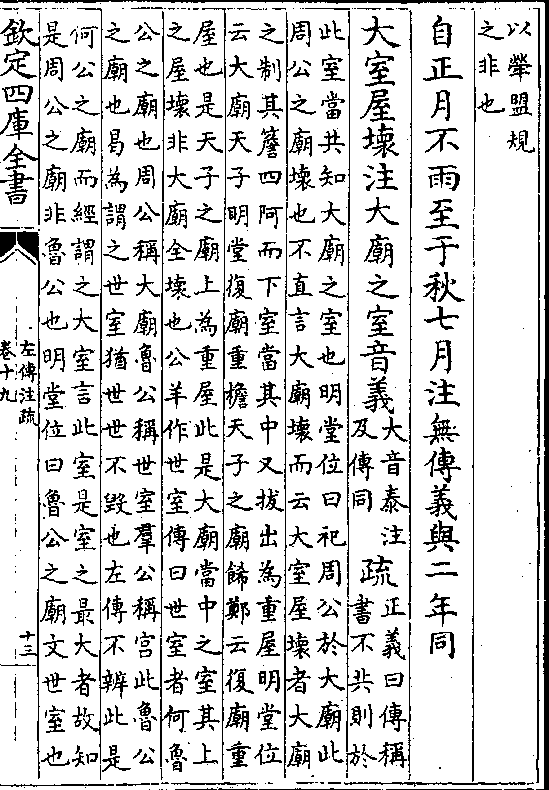 以犖盟規
之非也
自正月不雨至于秋七月注無傳義與二年同
大室屋壞注大廟之室音義大音泰注
及傳同疏正義曰傳稱
書不共則於
此室當共知大廟之室也明堂位曰祀周公於大廟此
周公之廟壞也不直言大廟壞而云大室屋壞者大廟
之制其簷四阿而下室當其中又拔出為重屋明堂位
云大廟天子明堂復廟重檐天子之廟飾鄭云復廟重
屋也是天子之廟上為重屋此是大廟當中之室其上
之屋壞非大廟全壞也公羊作世室傳曰世室者何魯
公之廟也周公稱大廟魯公稱世室羣公稱宫此魯公
之廟也曷為謂之世室猶世世不毀也左傳不辨此是
何公之廟而經謂之大室言此室是室之最大者故知
是周公之廟非魯公也明堂位曰魯公之廟文世室也
欽定四庫全書
左傳注疏
卷十九
十三